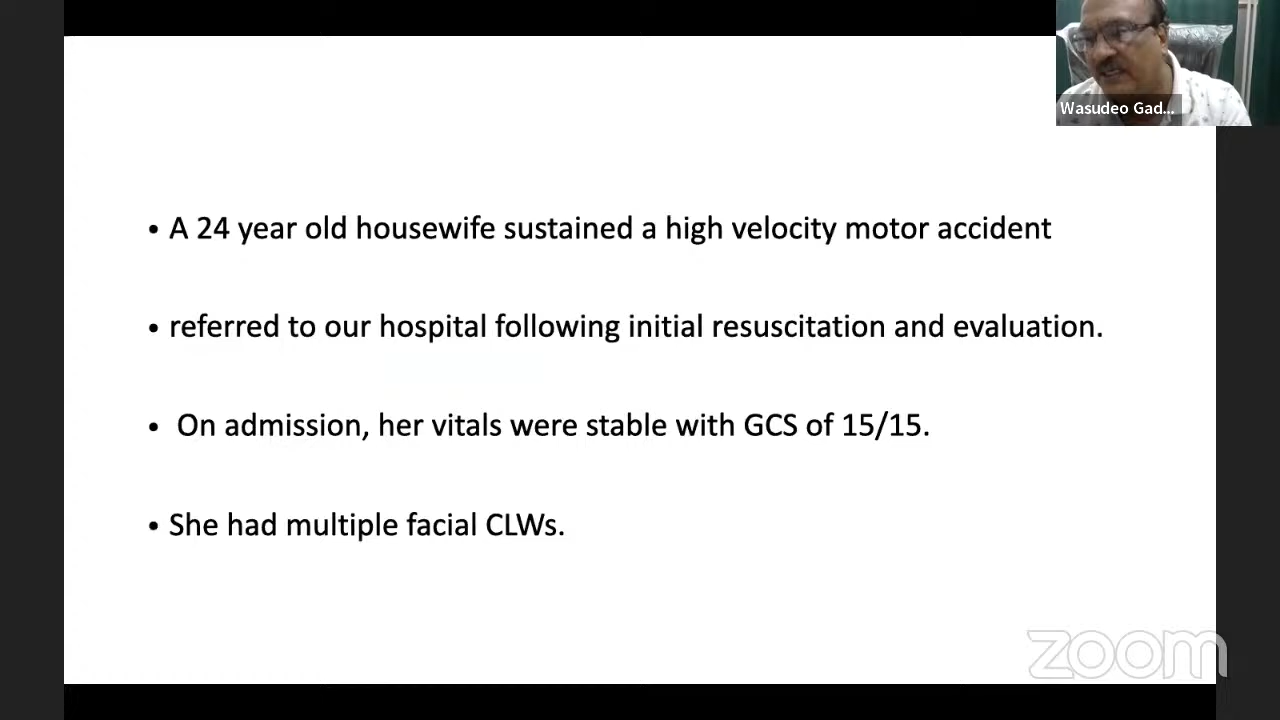 Wasudeo Gad...
• A 24 year old housewife sustained a high velocity motor accident
• referred to our hospital following initial resuscitation and evaluation.
• On admission, her vitals were stable with GCS of 15/15.
• She had multiple facial CLWs.
zoom